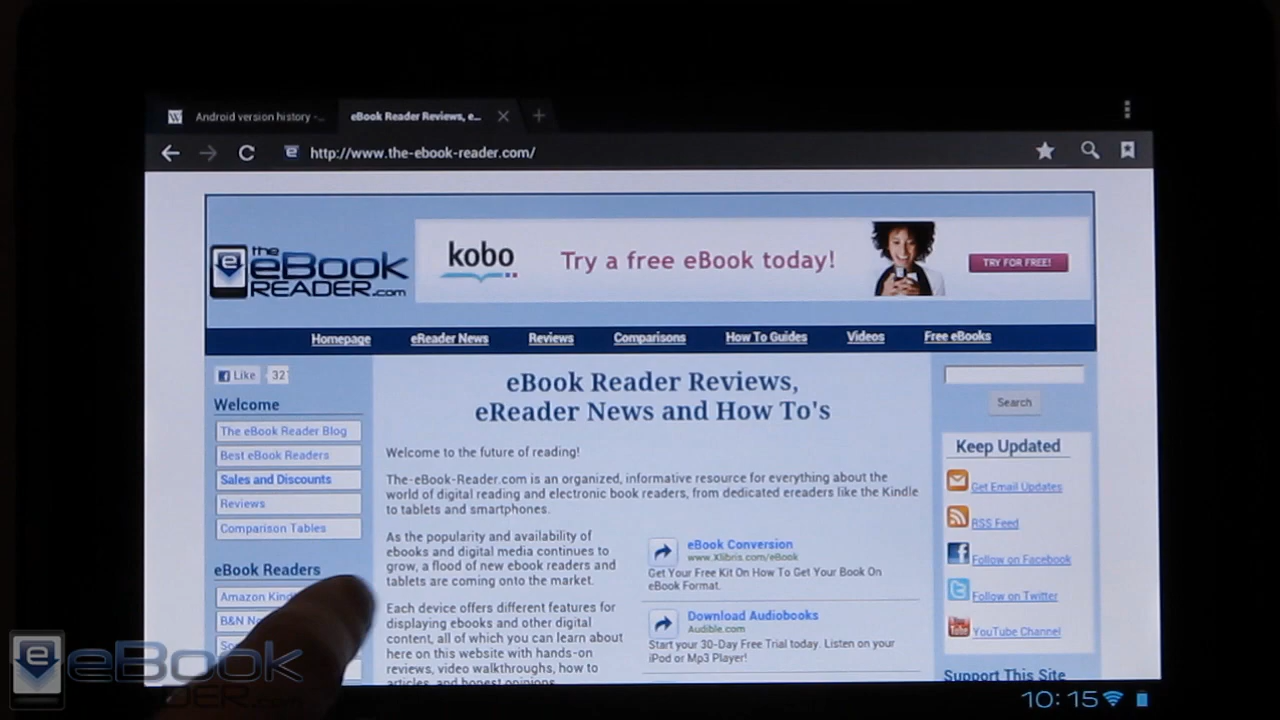 Android version history -...
eBook Reader Reviews, e...
http://www.the-ebook-reader.com/
the
eBook
READER.com
kobo
Try a free eBook today!
TRY FOR FREE!
Homepage
eReader News
Reviews
Comparisons
How To Guides
Videos
Free eBooks
Like
32
Welcome
The eBook Reader Blog
Best eBook Readers
Sales and Discounts
Reviews
Comparison Tables
eBook Readers
Amazon
B&N
eBook Reader Reviews,
eReader News and How To's
Welcome to the future of reading!
The-eBook-Reader.com is an organized, informative resource for everything about the
world of digital reading and electronic book readers, from dedicated ereaders like the Kindle
to tablets and smartphones.
As the popularity and availability of
ebooks and digital media continues to
grow, a flood of new ebook readers and
tablets are coming onto the market.
Each device offers different features for
displaying ebooks and other digital
content, all of which you can learn about
here on this website with hands-on
reviews, video walkthroughs, how to
articles, and honest opinions.
eBook Conversion
www.Xlibris.com/eBook
Get Your Free Kit On How To Get Your Book On
eBook Format.
Download Audiobooks
Audible.com
Start your 30-Day Free Trial today. Listen on your
iPod or Mp3 Player!
Search
Keep Updated
Get Email Updates
RSS Feed
Follow on Facebook
Follow on Twitter
YouTube Channel
Support This Site
10:15
eBook
READER.com